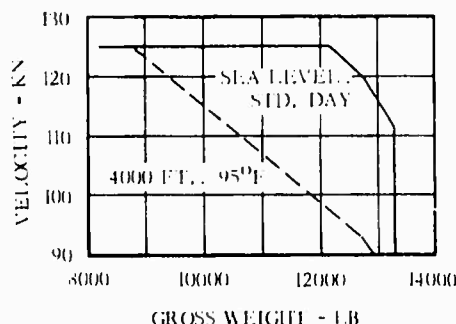 VELOCITY - KN
130
120
110
100
90
SEA LEVEL,
STD. DAY
4000 FT., 95°F
8000 10000 12000 14000
GROSS WEIGHT - LB